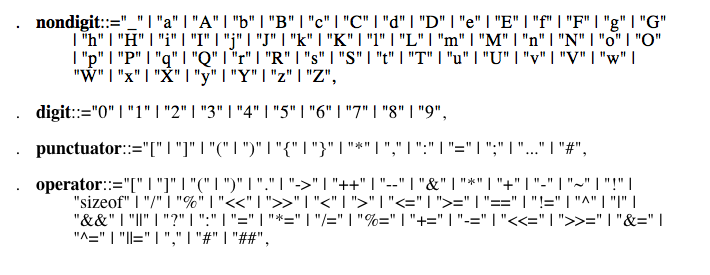 . nondigit::="_" | "a" | "A" | "b" | "B" | "c" | "C" | "d" | "D" | "e" | "E" | "f" | "F" | "g" | "G"
| "h" | "H" | "i" | "I" | "j" | "J" | "k" | "K" | "l" | "L" | "m" | "M" | "n" | "N" | "o" | "O"
| "p" | "P" | "q" | "Q" | "r" | "R" | "s" | "S" | "t" | "T" | "u" | "U" | "v" | "V" | "w" |
"W" | "x" | "X" | "y" | "Y" | "z" | "Z",
. digit::="0" | "1" | "2" | "3" | "4" | "5" | "6" | "7" | "8" | "9",
. punctuator::="[" | "]" | "(" | ")" | "{" | "}" | "*" | "," | ":" | "=" | ";" | "..." | "#",
. operator::="[" | "]" | "(" | ")" | "." | "->" | "++" | "--" | "&" | "*" | "+" | "-" | "~" | "!" |
"sizeof" | "/" | "%" | "<<" | ">>" | "<" | ">" | "<=" | ">=" | "==" | "!=" | "^" | "|" |
"&&" | "||" | "?" | ":" | "=" | "*=" | "/=" | "%=" | "+=" | "-=" | "<<=" | ">>=" | "&=" |
"^=" | "||=" | "," | "#" | "##",